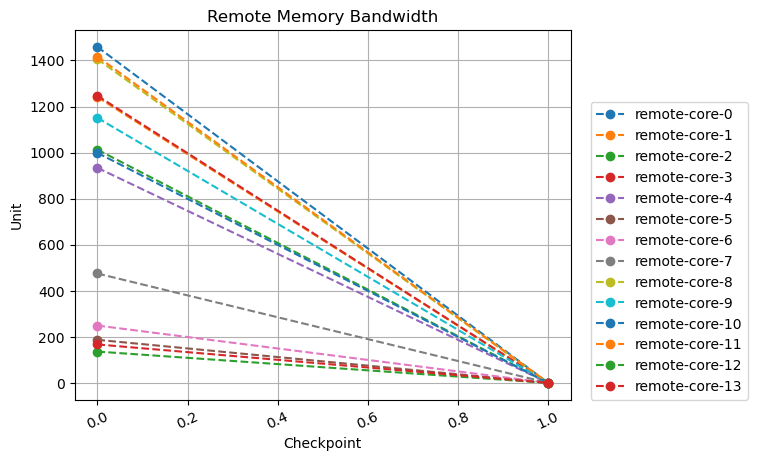 Remote Memory Bandwidth
1400
1200
1000
800
600
400
200
0
Unit
0.0
0.2
0.4
0.6
0.8
1.0
Checkpoint
remote-core-0
remote-core-1
remote-core-2
remote-core-3
remote-core-4
remote-core-5
remote-core-6
remote-core-7
remote-core-8
remote-core-9
remote-core-10
remote-core-11
remote-core-12
remote-core-13